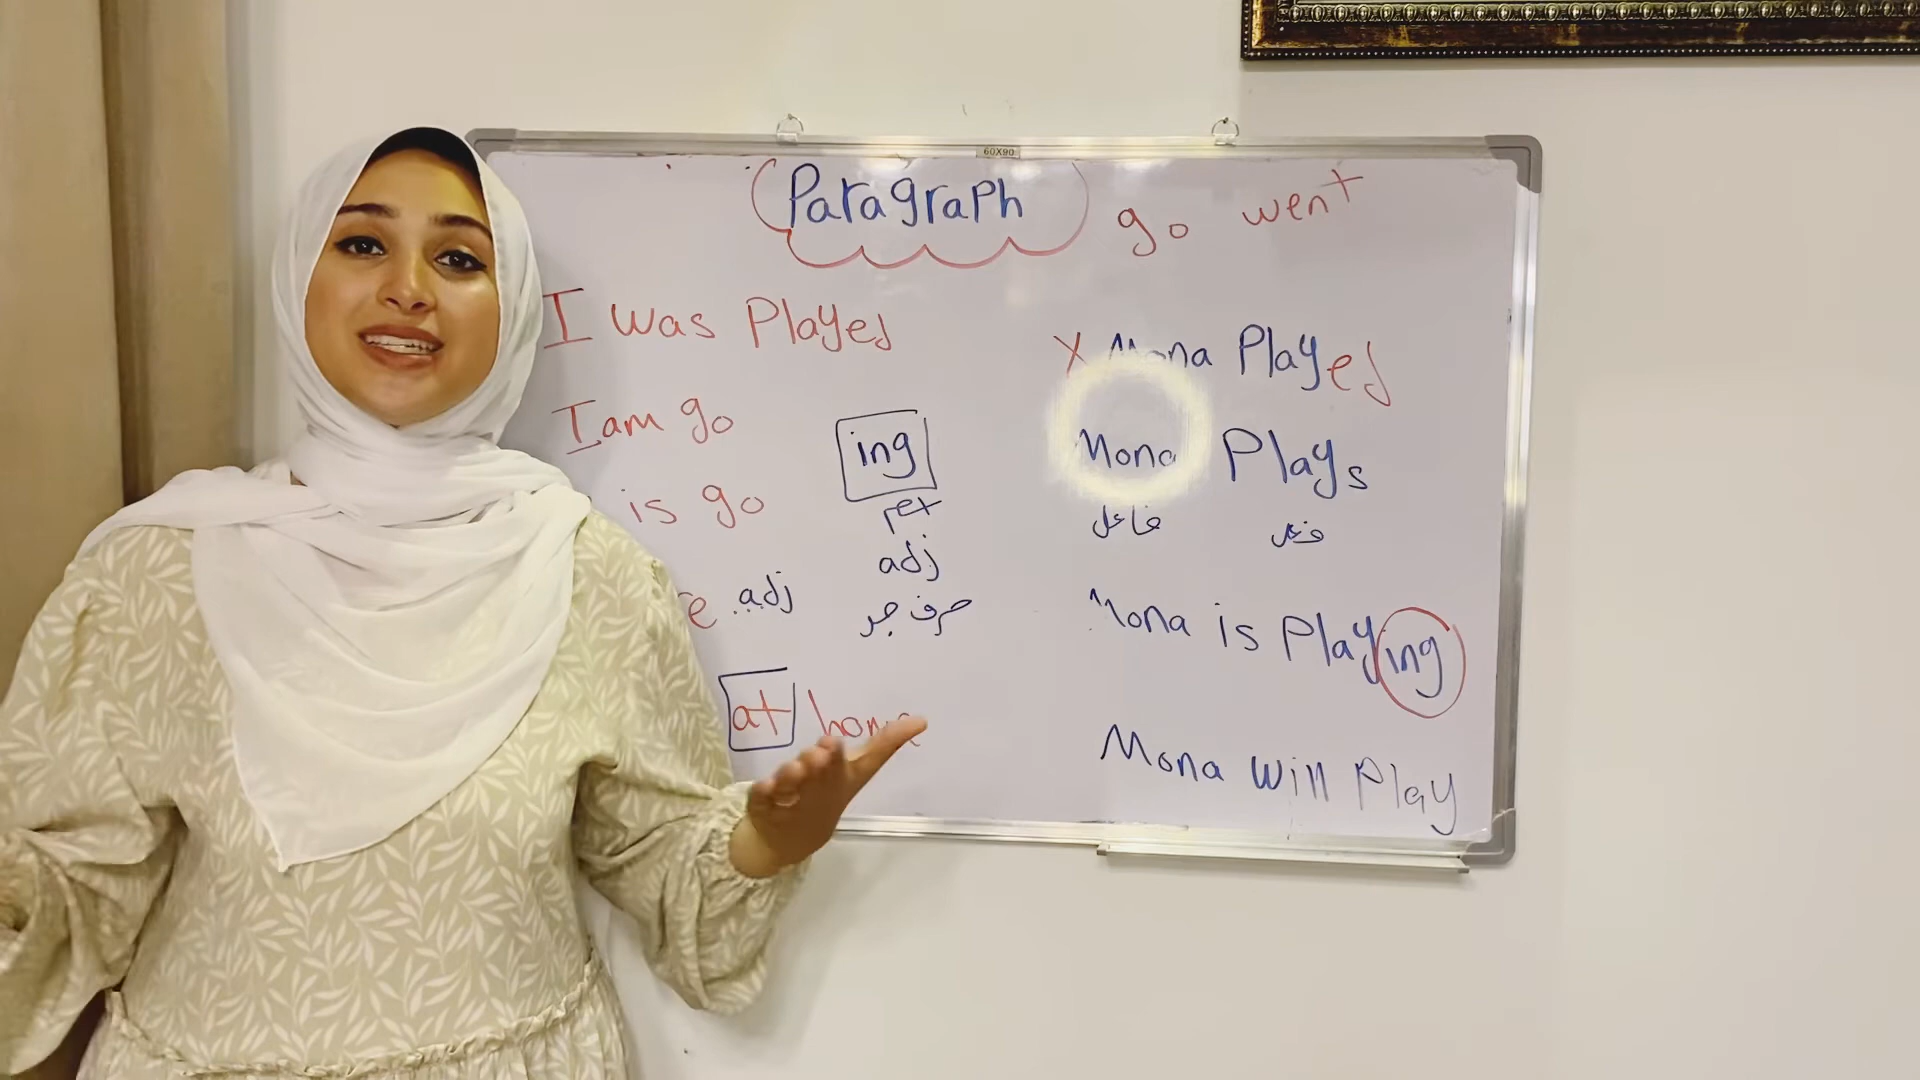 60X90
Paragraph
go went
I was Played
I am go
is go
adj
at home
ing
adj
حرف جر
X Mona Played
Mona Plays
فاعل فعل
Mona is Playing
Mona will Play